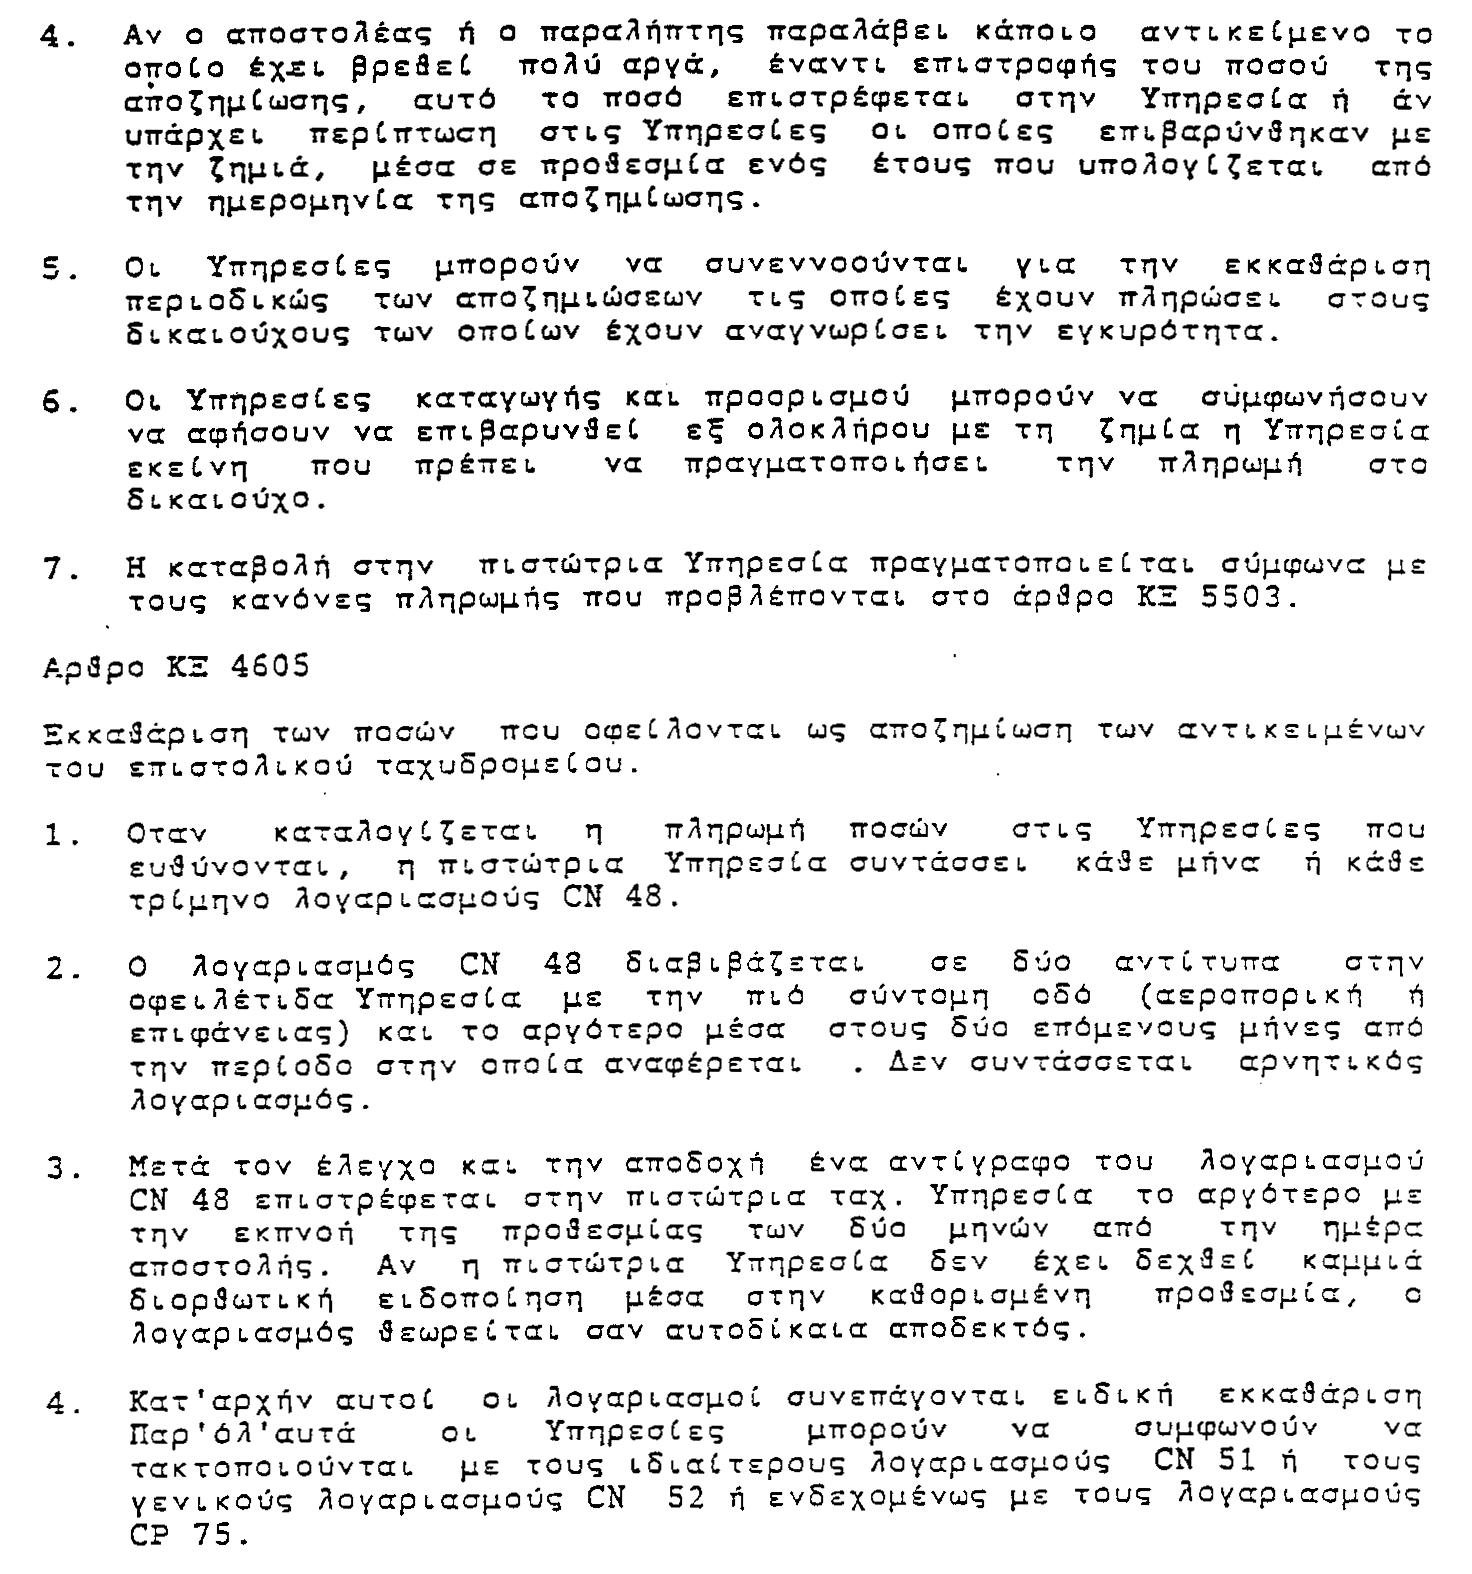 4. Αν ο αποστολέας ή ο παραλήπτης παραλάβει κάποιο αντικείμενο το
οποίο έχει βρεθεί πολύ αργά, έναντι επιστροφής του ποσού της
αποζημίωσης, αυτό το ποσό επιστρέφεται στην Υπηρεσία ή άν
υπάρχει περίπτωση στις Υπηρεσίες οι οποίες επιβαρύνθηκαν με
την ζημιά, μέσα σε προθεσμία ενός έτους που υπολογίζεται από
την ημερομηνία της αποζημίωσης.
5. Οι Υπηρεσίες μπορούν να συνεννοούνται για την εκκαθάριση
περιοδικώς των αποζημιώσεων τις οποίες έχουν πληρώσει στους
δικαιούχους των οποίων έχουν αναγνωρίσει την εγκυρότητα.
6. Οι Υπηρεσίες καταγωγής και προορισμού μπορούν να συμφωνήσουν
να αφήσουν να επιβαρυνθεί εξ ολοκλήρου με τη ζημία η Υπηρεσία
εκείνη που πρέπει να πραγματοποιήσει την πληρωμή στο
δικαιούχο.
7. Η καταβολή στην πιστώτρια Υπηρεσία πραγματοποιείται σύμφωνα με
τους κανόνες πληρωμής που προβλέπονται στο άρθρο ΚΞ 5503.
Αρθρο ΚΞ 4605
Εκκαθάριση των ποσών που οφείλονται ως αποζημίωση των αντικειμένων
του επιστολικού ταχυδρομείου.
1. Οταν καταλογίζεται η πληρωμή ποσών στις Υπηρεσίες που
ευθύνονται, η πιστώτρια Υπηρεσία συντάσσει κάθε μήνα ή κάθε
τρίμηνο λογαριασμούς CN 48.
2. Ο λογαριασμός CN 48 διαβιβάζεται σε δύο αντίτυπα στην
οφειλέτιδα Υπηρεσία με την πιό σύντομη οδό (αεροπορική ή
επιφάνειας) και το αργότερο μέσα στους δύο επόμενους μήνες από
την περίοδο στην οποία αναφέρεται . Δεν συντάσσεται αρνητικός
λογαριασμός.
3. Μετά τον έλεγχο και την αποδοχή ένα αντίγραφο του λογαριασμού
CN 48 επιστρέφεται στην πιστώτρια ταχ. Υπηρεσία το αργότερο με
την εκπνοή της προθεσμίας των δύο μηνών από την ημέρα
αποστολής. Αν η πιστώτρια Υπηρεσία δεν έχει δεχθεί καμμιά
διορθωτική ειδοποίηση μέσα στην καθορισμένη προθεσμία, ο
λογαριασμός θεωρείται σαν αυτοδίκαια αποδεκτός.
4. Κατ'αρχήν αυτοί οι λογαριασμοί συνεπάγονται ειδική εκκαθάριση
Παρ'όλ'αυτά οι Υπηρεσίες μπορούν να συμφωνούν να
τακτοποιούνται με τους ιδιαίτερους λογαριασμούς CN 51 ή τους
γενικούς λογαριασμούς CN 52 ή ενδεχομένως με τους λογαριασμούς
CP 75.